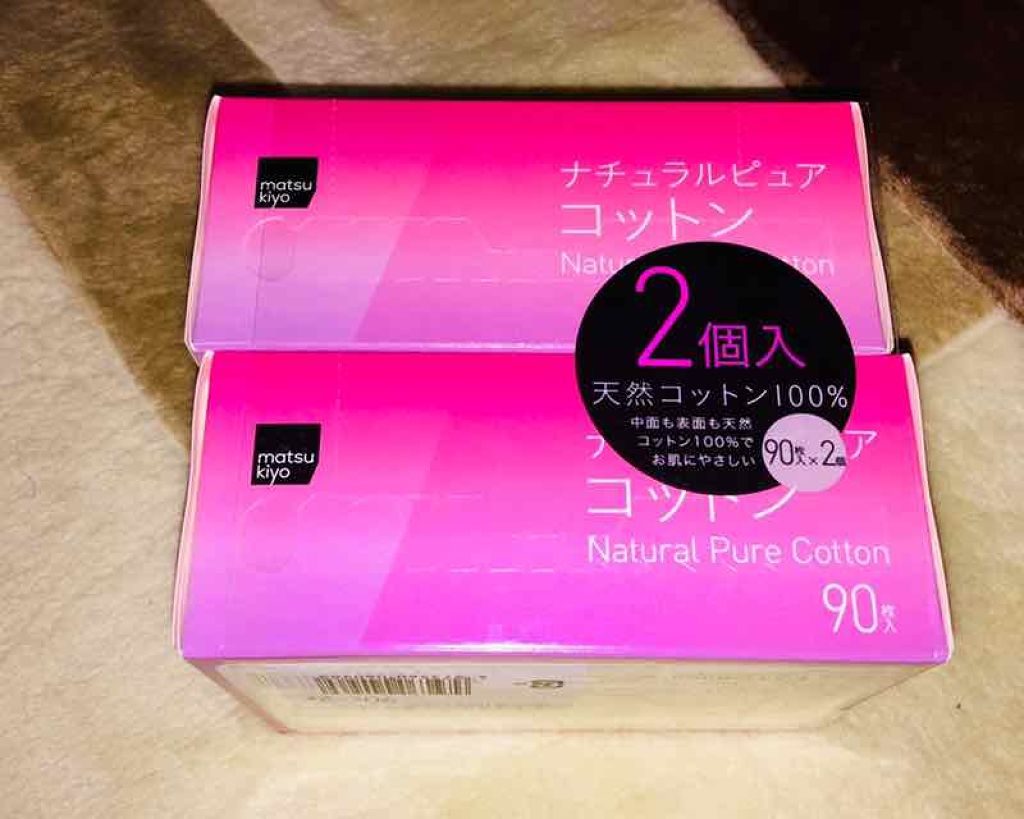 matsu
kiyo
ナチュラルピュア
コットン
2個入
天然コットン100%
中面も表面も天然
コットン100%で
お肌にやさしい
90枚入×2個
matsu
kiyo
コットン
Natural Pure Cotton
90枚入